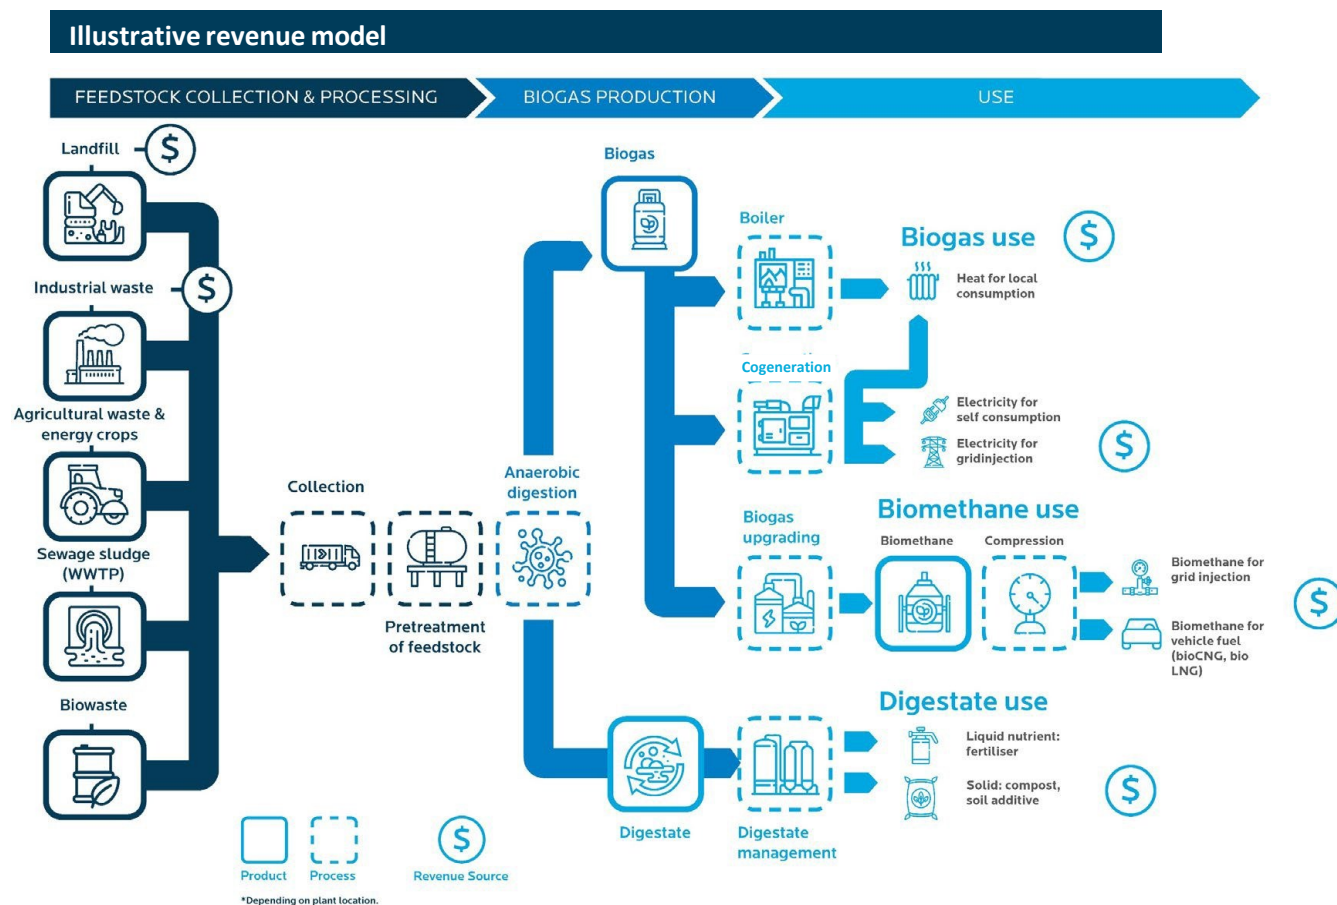 Illustrative revenue model
FEEDSTOCK COLLECTION & PROCESSING
BIOGAS PRODUCTION
USE
Landfill
$
Industrial waste
$
Agricultural waste &
energy crops
Sewage sludge
(WWTP)
Biowaste
Collection
Pretreatment
of feedstock
Anaerobic
digestion
Biogas
Boiler
Biogas use
$
Heat for local
consumption
Cogeneration
Electricity for
self consumption
Electricity for
gridinjection
$
Biogas
upgrading
Biomethane use
Biomethane
Compression
Biomethane for
grid injection
Biomethane for
vehicle fuel
(bioCNG, bio
LNG)
$
Digestate
Digestate
management
Digestate use
Liquid nutrient:
fertiliser
Solid: compost,
soil additive
$
Product
Process
$
Revenue Source
*Depending on plant location.